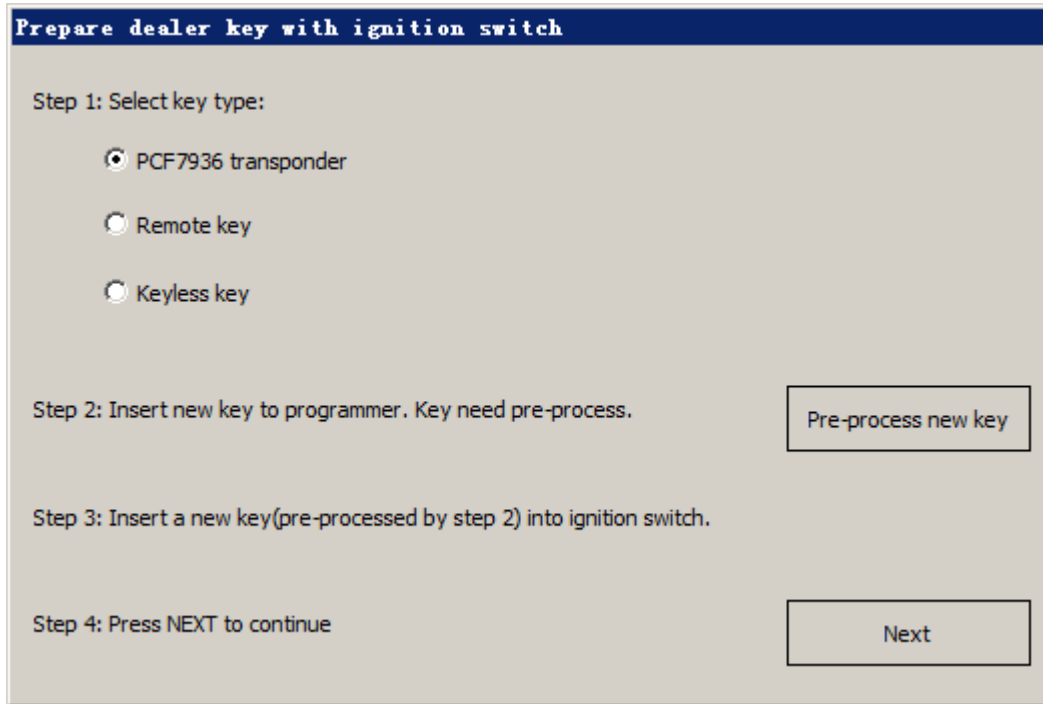 Prepare dealer key with ignition switch
Step 1: Select key type:
PCF7936 transponder
Remote key
Keyless key
Step 2: Insert new key to programmer. Key need pre-process.
Pre-process new key
Step 3: Insert a new key(pre-processed by step 2) into ignition switch.
Step 4: Press NEXT to continue
Next